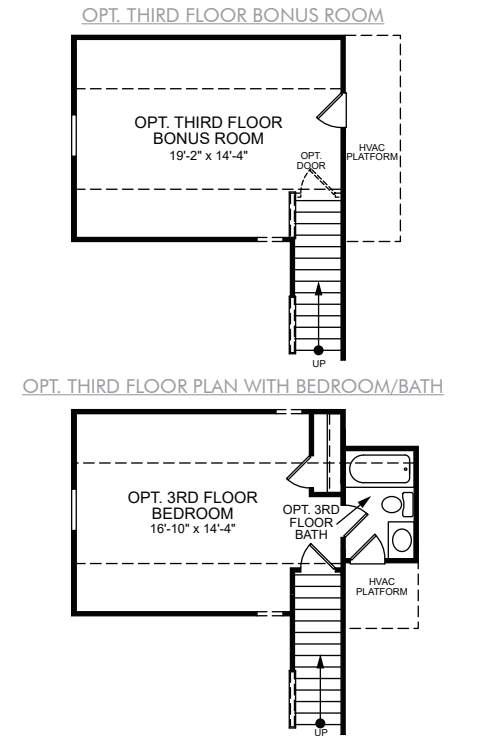 OPT. THIRD FLOOR BONUS ROOM
OPT. THIRD FLOOR
BONUS ROOM
19'-2" x 14'-4"
OPT.
DOOR
HVAC
PLATFORM
UP
OPT. THIRD FLOOR PLAN WITH BEDROOM/BATH
OPT. 3RD FLOOR
BEDROOM
16'-10" x 14'-4"
OPT. 3RD
FLOOR
BATH
HVAC
PLATFORM
UP